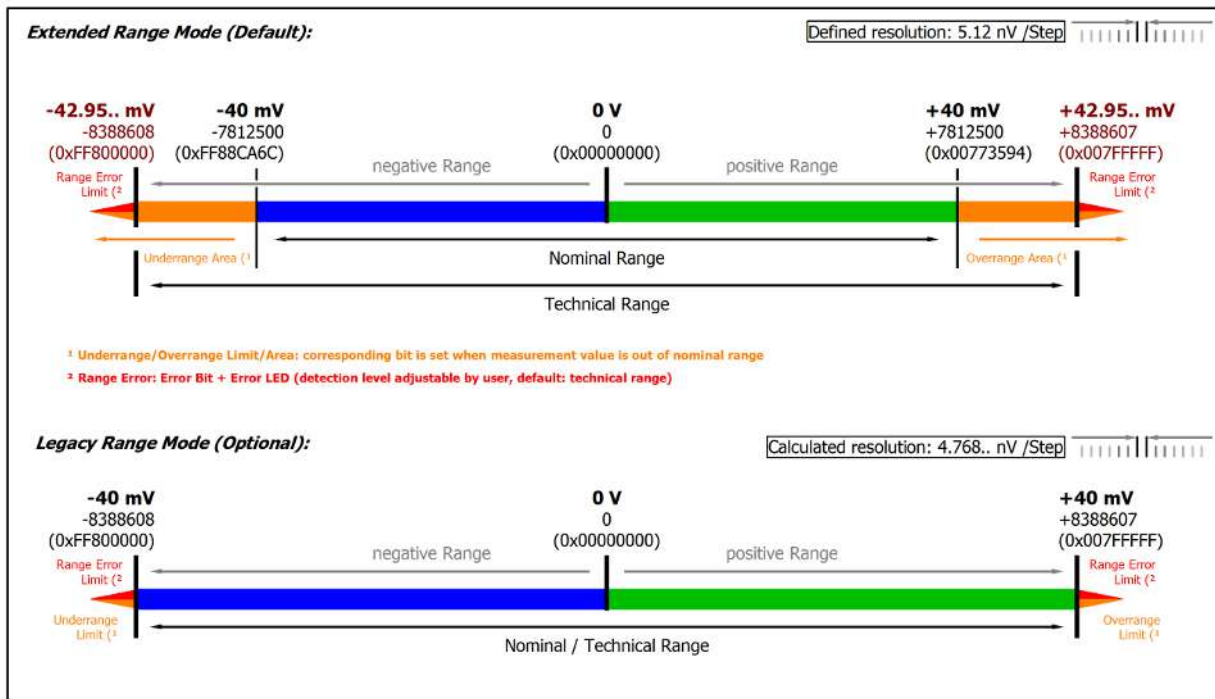 Extended Range Mode (Default):
Defined resolution: 5.12 nV /Step
-42.95.. mV
-8388608
(0xFF800000)
-40 mV
-7812500
(0xFF88CA6C)
0 V
0
(0x00000000)
+40 mV
+7812500
(0x00773594)
+42.95.. mV
+8388607
(0x007FFFFF)
Range Error
Limit (²
negative Range
positive Range
Range Error
Limit (²
Underrange Area (¹
Nominal Range
Overrange Area (¹
Technical Range
¹ Underrange/Overrange Limit/Area: corresponding bit is set when measurement value is out of nominal range
² Range Error: Error Bit + Error LED (detection level adjustable by user, default: technical range)
Legacy Range Mode (Optional):
Calculated resolution: 4.768.. nV /Step
-40 mV
-8388608
(0xFF800000)
0 V
0
(0x00000000)
+40 mV
+8388607
(0x007FFFFF)
Range Error
Limit (²
negative Range
positive Range
Range Error
Limit (²
Underrange
Limit (¹
Overrange
Limit (¹
Nominal / Technical Range